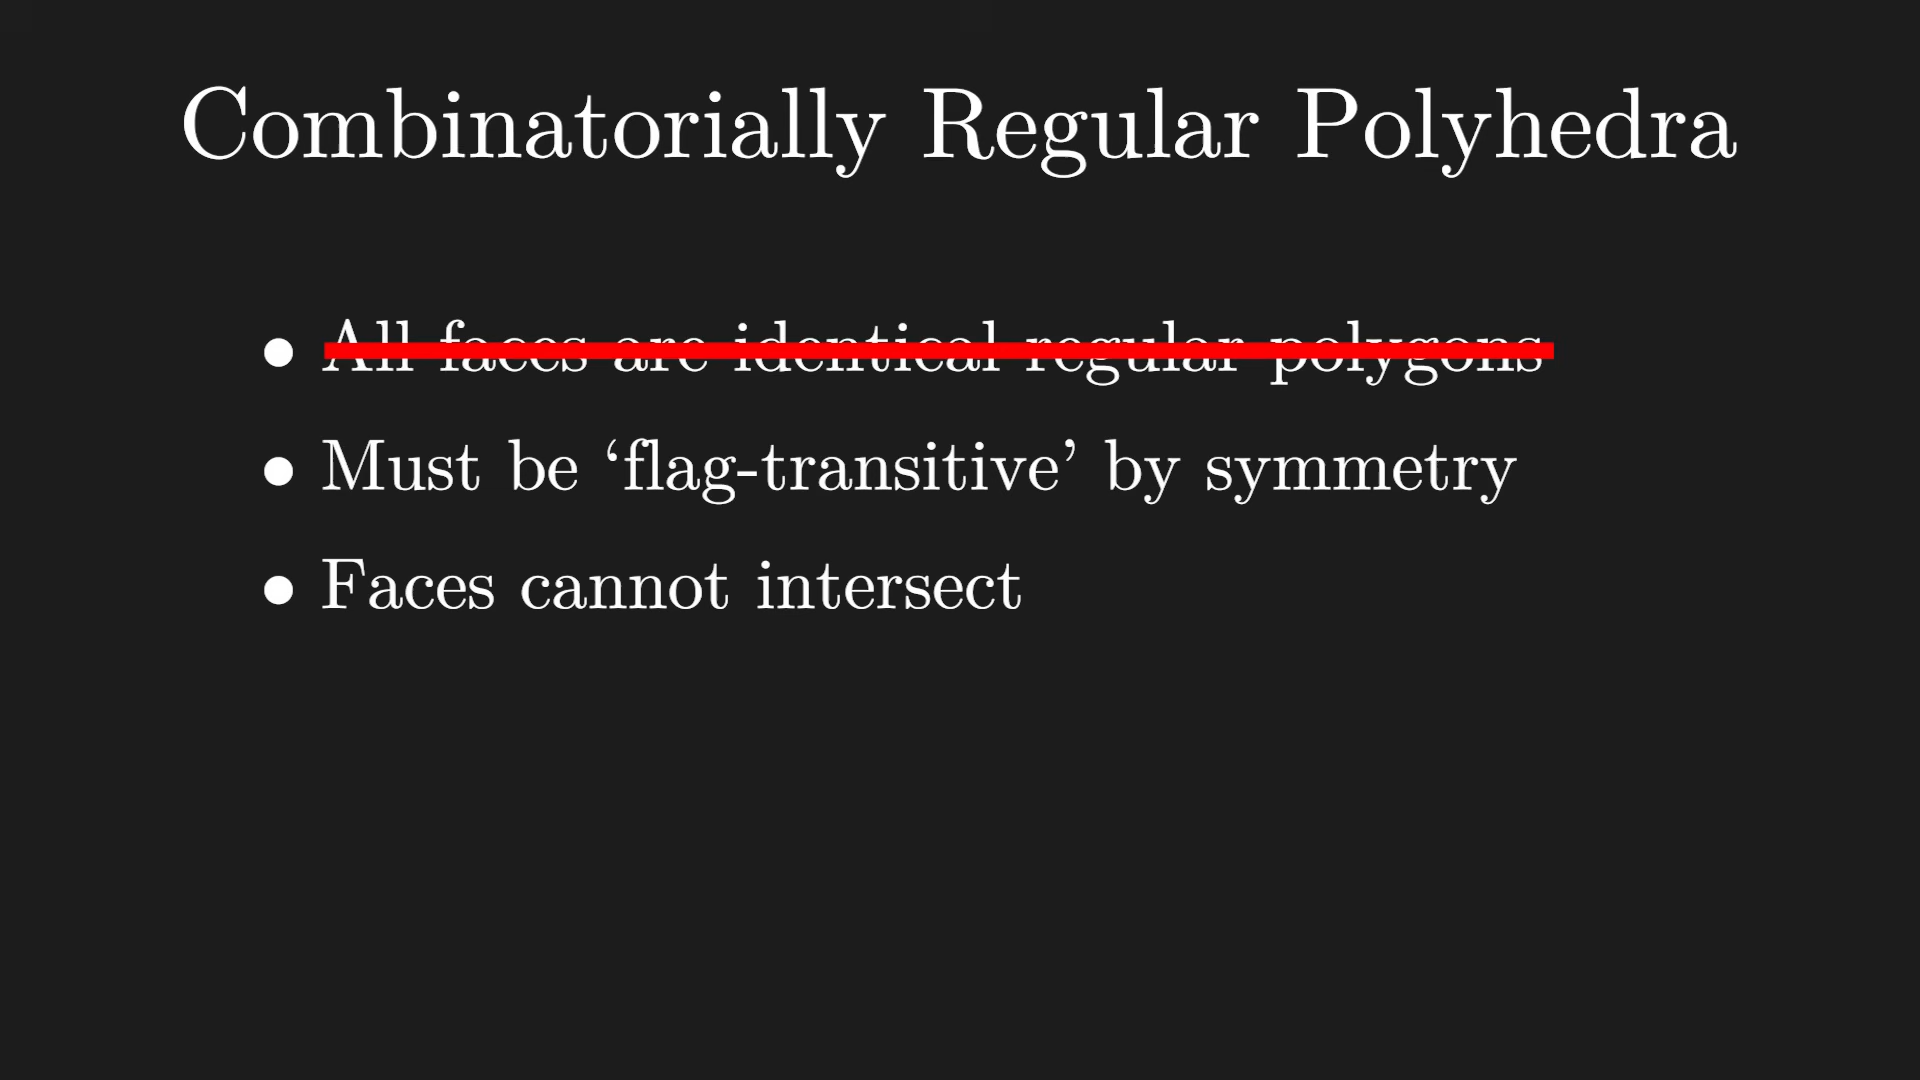 Combinatorially Regular Polyhedra
• All faces are identical regular polygons
• Must be ‘flag-transitive’ by symmetry
• Faces cannot intersect